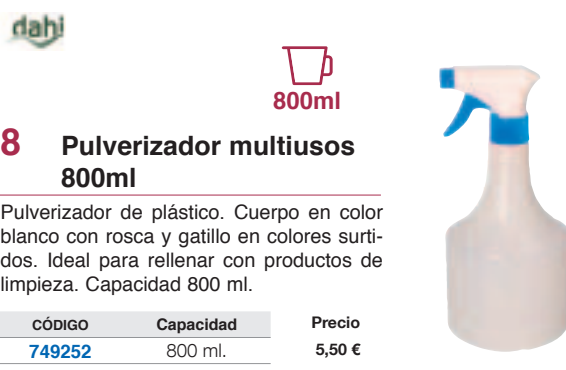 dahi
800ml
8 Pulverizador multiusos
800ml
Pulverizador de plástico. Cuerpo en color
blanco con rosca y gatillo en colores surti-
dos. Ideal para rellenar con productos de
limpieza. Capacidad 800 ml.
CÓDIGO Capacidad Precio
749252 800 ml. 5,50 €